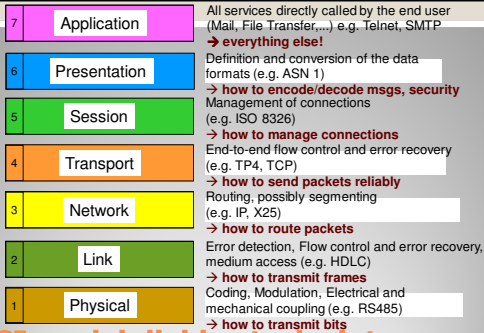 7 Application
All services directly called by the end user
(Mail, File Transfer,...) e.g. Telnet, SMTP
➔ everything else!
6 Presentation
Definition and conversion of the data
formats (e.g. ASN 1)
→ how to encode/decode msgs, security
5 Session
Management of connections
(e.g. ISO 8326)
→ how to manage connections
4 Transport
End-to-end flow control and error recovery
(e.g. TP4, TCP)
→ how to send packets reliably
3 Network
Routing, possibly segmenting
(e.g. IP, X25)
→ how to route packets
2 Link
Error detection, Flow control and error recovery,
medium access (e.g. HDLC)
→ how to transmit frames
1 Physical
Coding, Modulation, Electrical and
mechanical coupling (e.g. RS485)
→ how to transmit bits